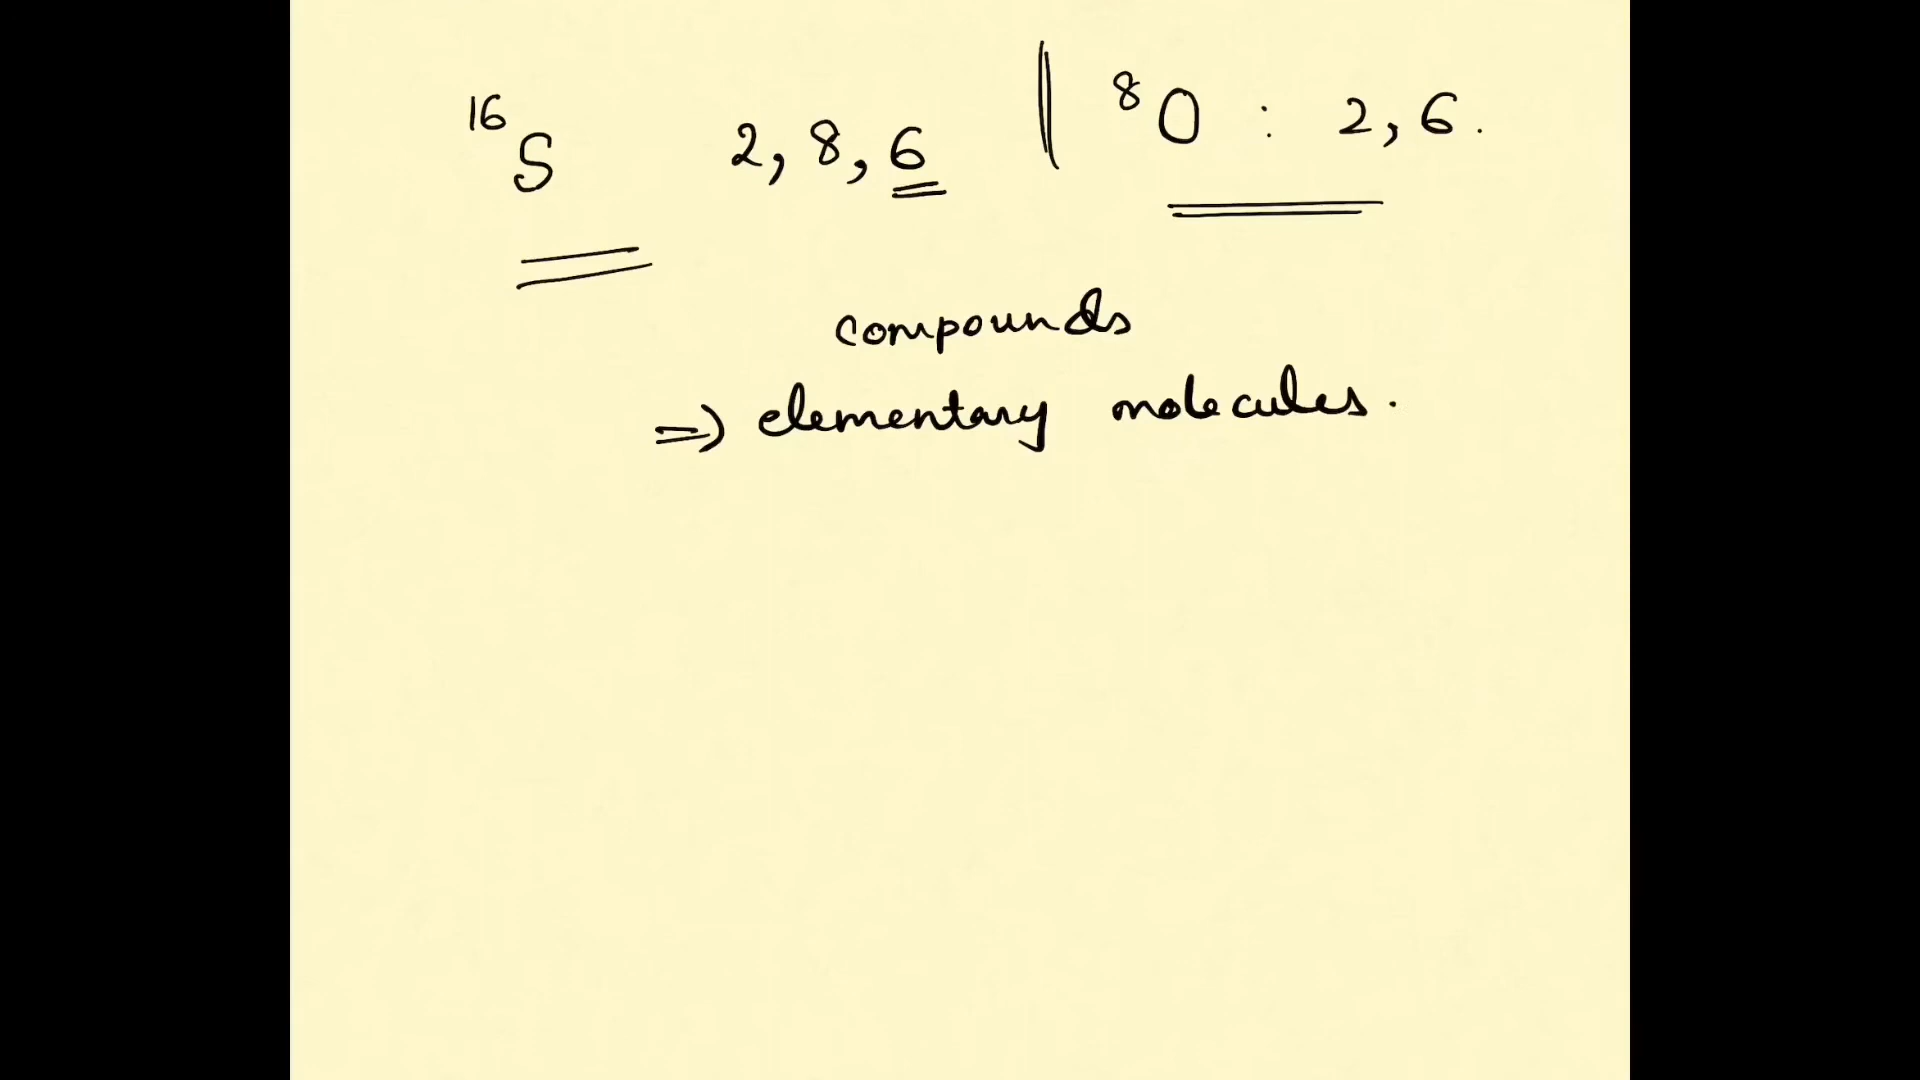 ¹⁶S 2, 8, 6 || ⁸O : 2, 6.
compounds
=> elementary molecules.